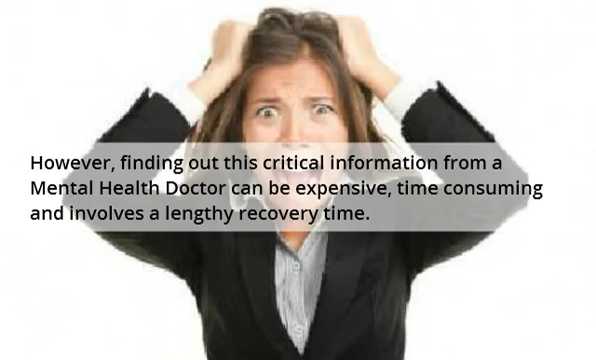 However, finding out this critical information from a
Mental Health Doctor can be expensive, time consuming
and involves a lengthy recovery time.